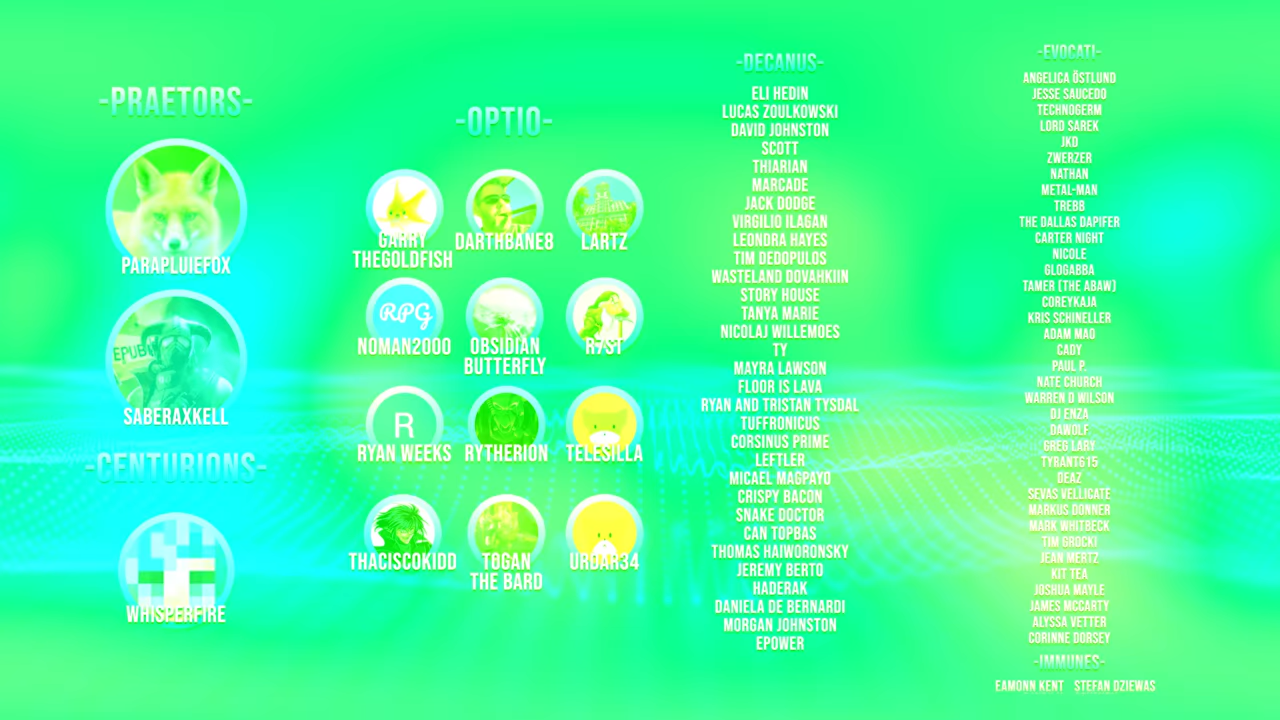 -PRAETORS-
PARAPLUIEFOX
EPUB
SABERAXKELL
-CENTURIONS-
WHISPERFIRE
-OPTIO-
GARRY
THEGOLDFISH
DARTHBANE8
LARTZ
RPG
NOMAN2000
OBSIDIAN
BUTTERFLY
R7ST
R
RYAN WEEKS
RYTHERION
TELESILLA
THACISCOKIDD
TOGAN
THE BARD
URDAR34
-DECANUS-
ELI HEDIN
LUCAS ZOULKOWSKI
DAVID JOHNSTON
SCOTT
THIARIAN
MARCADE
JACK DODGE
VIRGILIO ILAGAN
LEONDRA HAYES
TIM DEDOPULOS
WASTELAND DOVAHKIIN
STORY HOUSE
TANYA MARIE
NICOLAJ WILLEMOES
TY
MAYRA LAWSON
FLOOR IS LAVA
RYAN AND TRISTAN TYSDAL
TUFFRONICUS
CORSINUS PRIME
LEFTLER
MICAEL MAGPAYO
CRISPY BACON
SNAKE DOCTOR
CAN TOPBAS
THOMAS HAIWORONSKY
JEREMY BERTO
HADERAK
DANIELA DE BERNARDI
MORGAN JOHNSTON
EPOWER
-EVOCATI-
ANGELICA ÖSTLUND
JESSE SAUCEDO
TECHNOGERM
LORD SAREK
JKD
ZWERZER
NATHAN
METAL-MAN
TREBB
THE DALLAS DAPIFER
CARTER NIGHT
NICOLE
GLOGABBA
TAMER (THE ABAW)
COREYKAJA
KRIS SCHINELLER
ADAM MAO
CADY
PAUL P.
NATE CHURCH
WARREN D WILSON
DJ ENZA
DAWOLF
GREG LARY
TYRANT615
DEAZ
SEVAS VELLICATE
MARKUS DONNER
MARK WHITBECK
TIM GROCKI
JEAN MERTZ
KIT TEA
JOSHUA MAYLE
JAMES MCCARTY
ALYSSA VETTER
CORINNE DORSEY
-IMMUNES-
EAMONN KENT STEFAN DZIEWAS